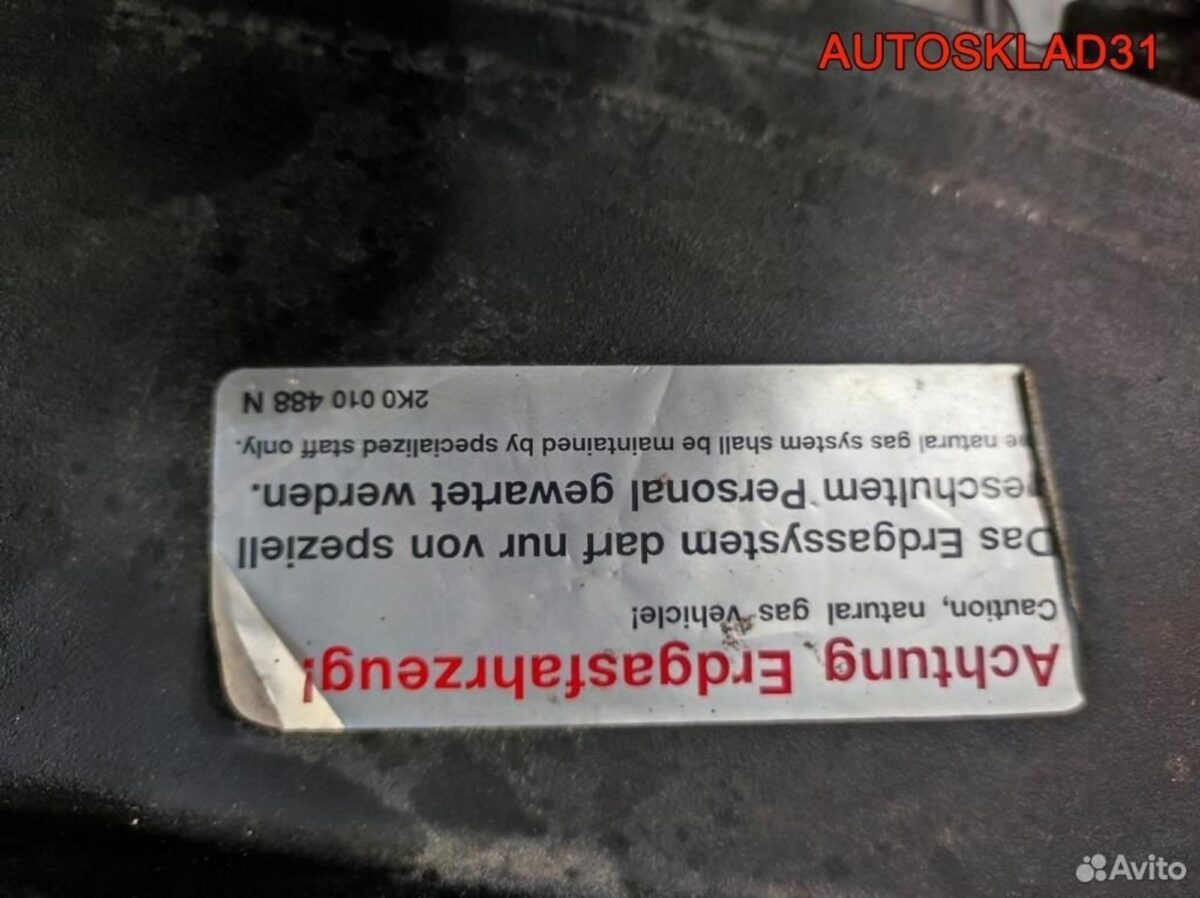 AUTOSKLAD31
Achtung Erdgasfahrzeug!
Caution, natural gas vehicle!
Das Erdgassystem darf nur von speziell
geschultem Personal gewartet werden.
natural gas system shall be maintained by specialized staff only.
2K0 010 488 N
Avito